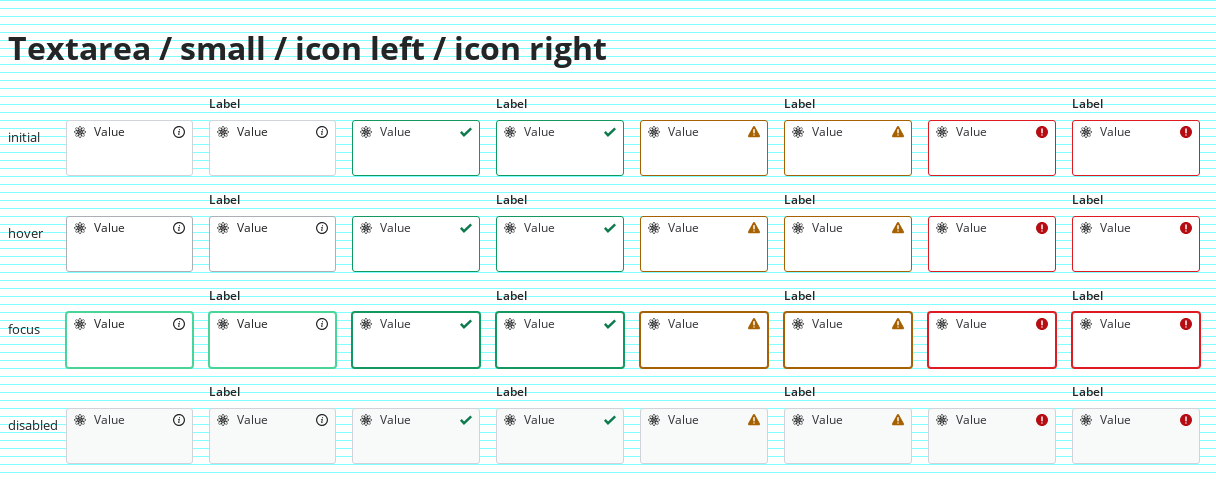 Textarea / small / icon left / icon right
Label Label Label Label
initial Value Value Value Value Value Value Value Value
Label Label Label Label
hover Value Value Value Value Value Value Value Value
Label Label Label Label
focus Value Value Value Value Value Value Value Value
Label Label Label Label
disabled Value Value Value Value Value Value Value Value